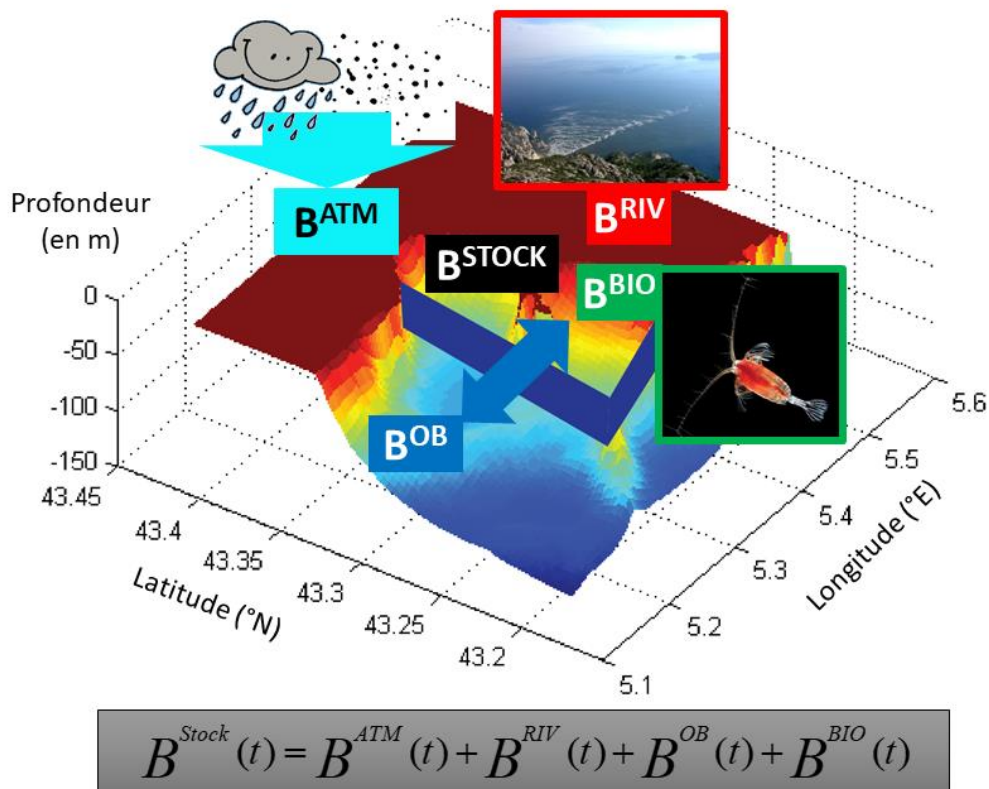 B^ATM
B^RIV
Profondeur
(en m)
B^STOCK
B^BIO
B^OB
0
-50
-100
-150
43.45
43.4
43.35
43.3
43.25
43.2
Latitude (°N)
5.1
5.2
5.3
5.4
5.5
5.6
Longitude (°E)
B^Stock (t) = B^ATM (t) + B^RIV (t) + B^OB (t) + B^BIO (t)